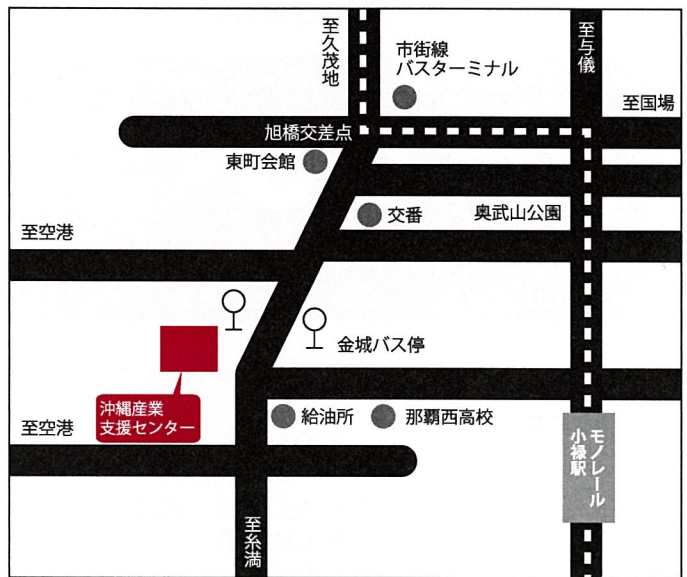 至久茂地
市街線
バスターミナル
至与儀
至国場
旭橋交差点
東町会館
交番
奥武山公園
至空港
金城バス停
沖縄産業
支援センター
給油所
那覇西高校
至空港
モノレール
小禄駅
至糸満